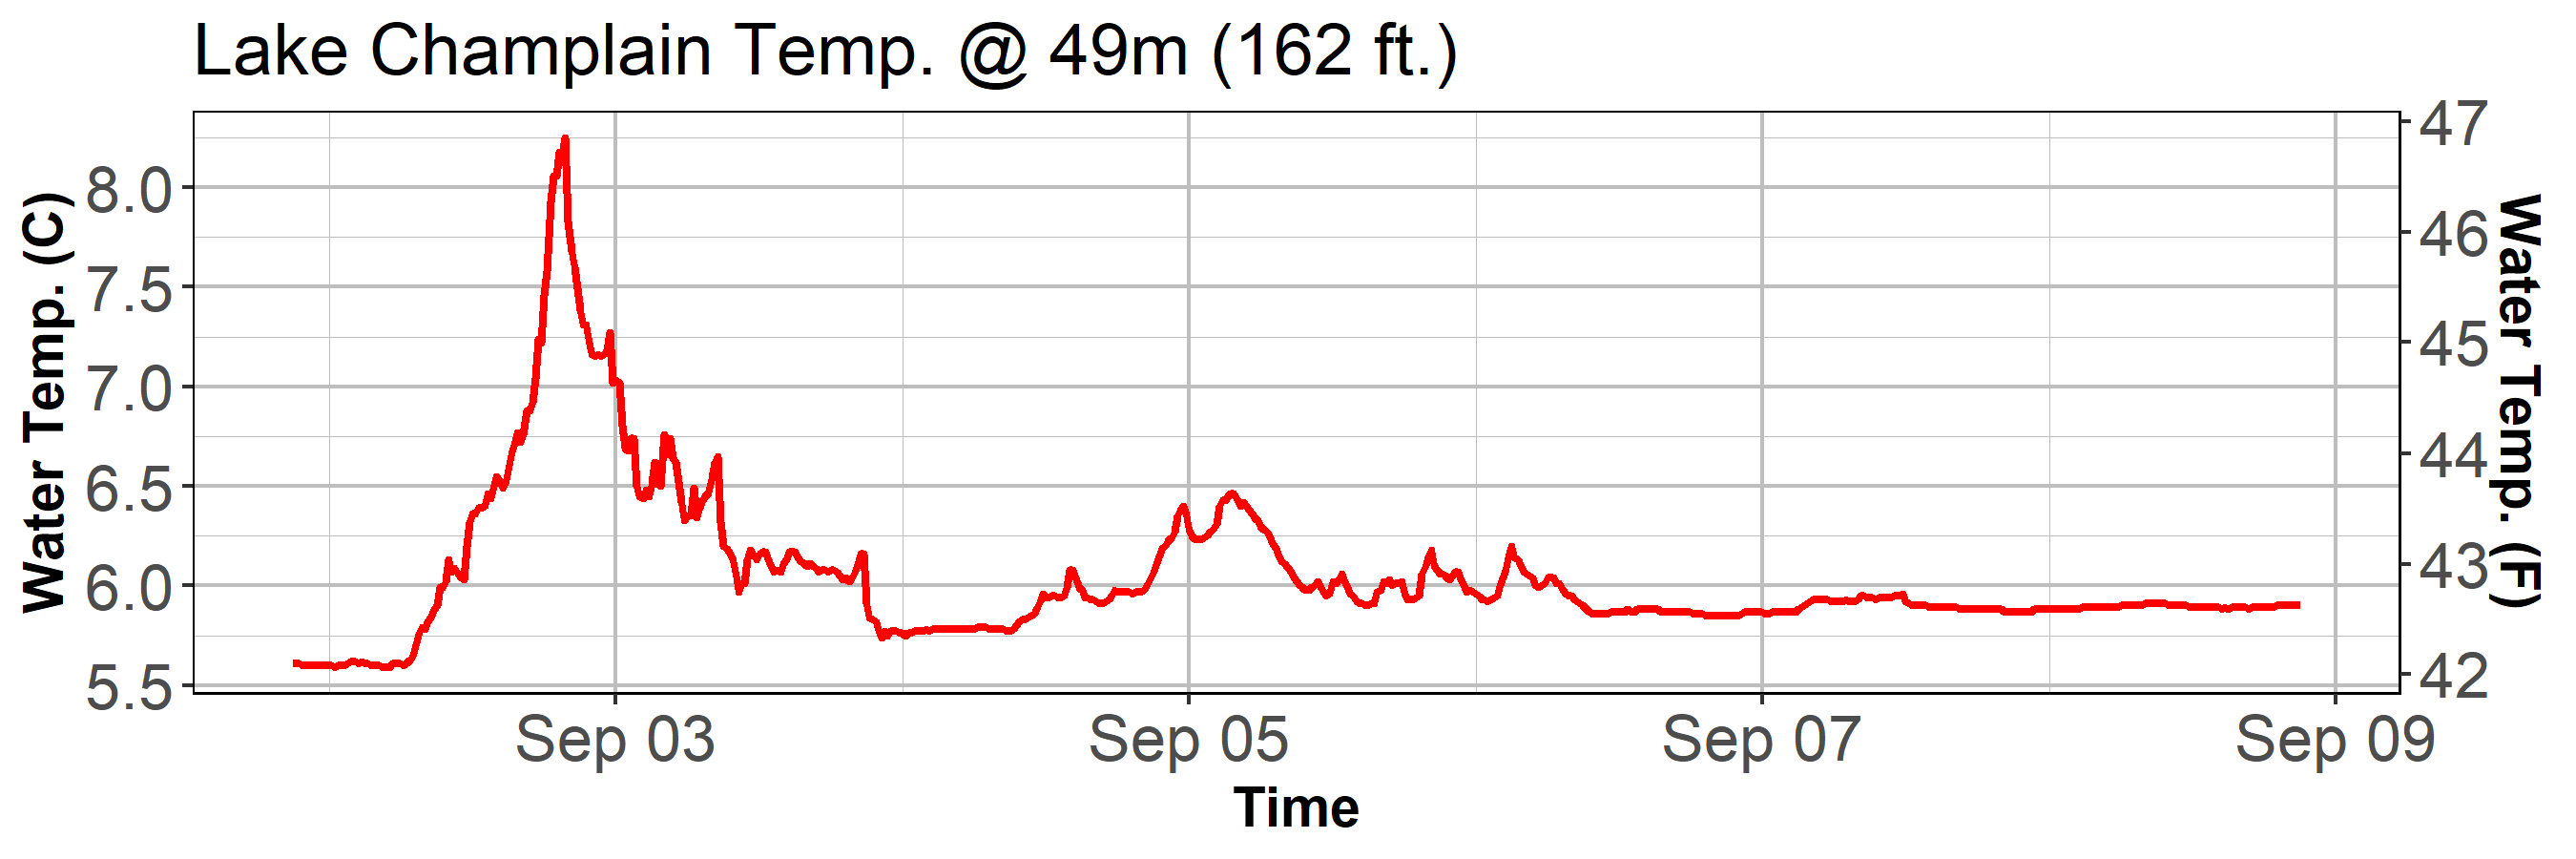 Lake Champlain Temp. @ 49m (162 ft.)
Water Temp. (C)
8.0
7.5
7.0
6.5
6.0
5.5
47
46
45
44
43
42
Water Temp. (F)
Sep 03
Sep 05
Sep 07
Sep 09
Time